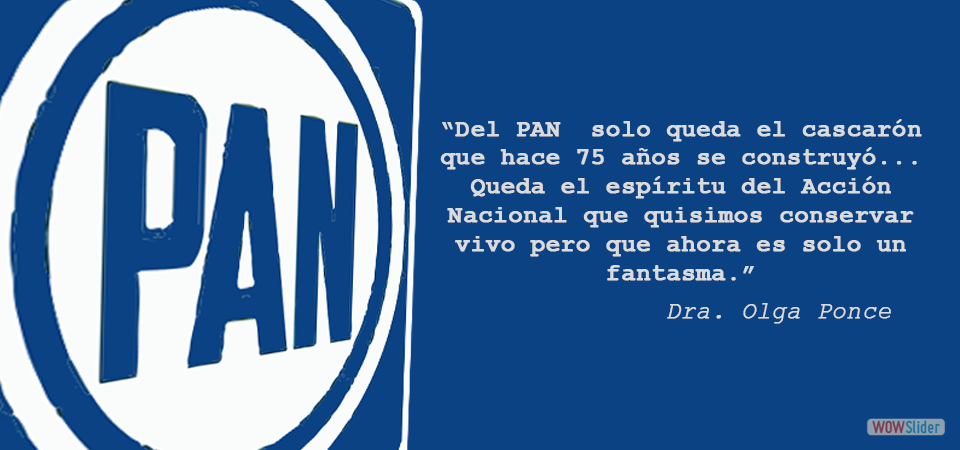 PAN
“Del PAN solo queda el cascarón
que hace 75 años se construyó...
Queda el espíritu del Acción
Nacional que quisimos conservar
vivo pero que ahora es solo un
fantasma.”
Dra. Olga Ponce
WOWSlider